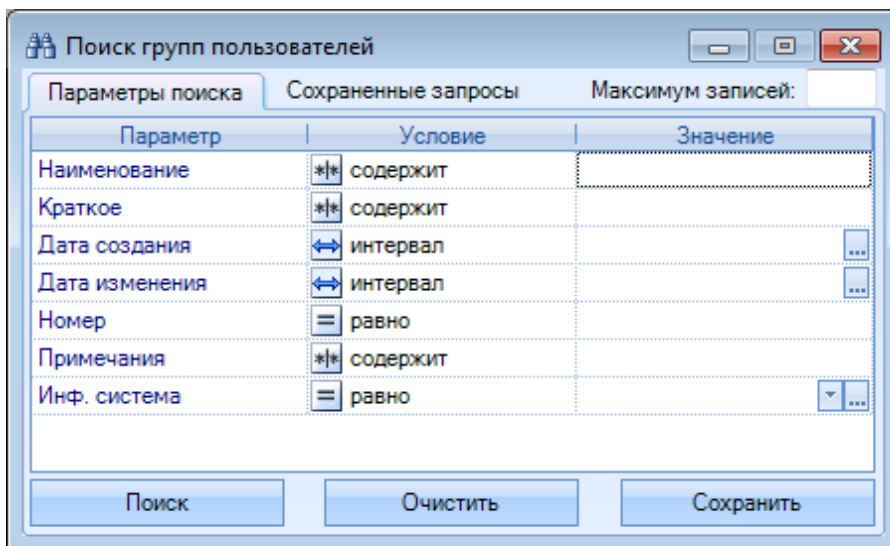 Поиск групп пользователей
Параметры поиска Сохраненные запросы Максимум записей:
Параметр Условие Значение
Наименование *|* содержит
Краткое *|* содержит
Дата создания интервал ...
Дата изменения интервал ...
Номер = равно
Примечания *|* содержит
Инф. система = равно ...
Поиск Очистить Сохранить